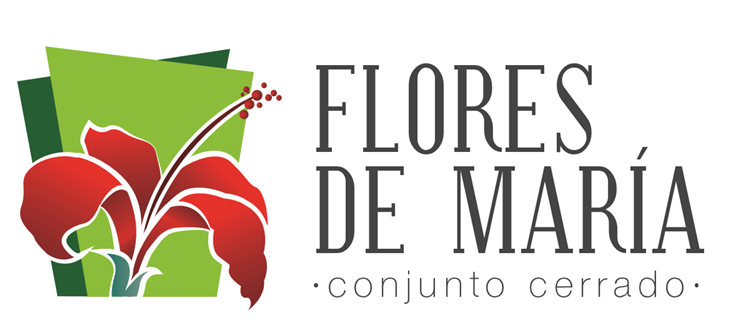 FLORES
DE MARÍA
·conjunto cerrado·